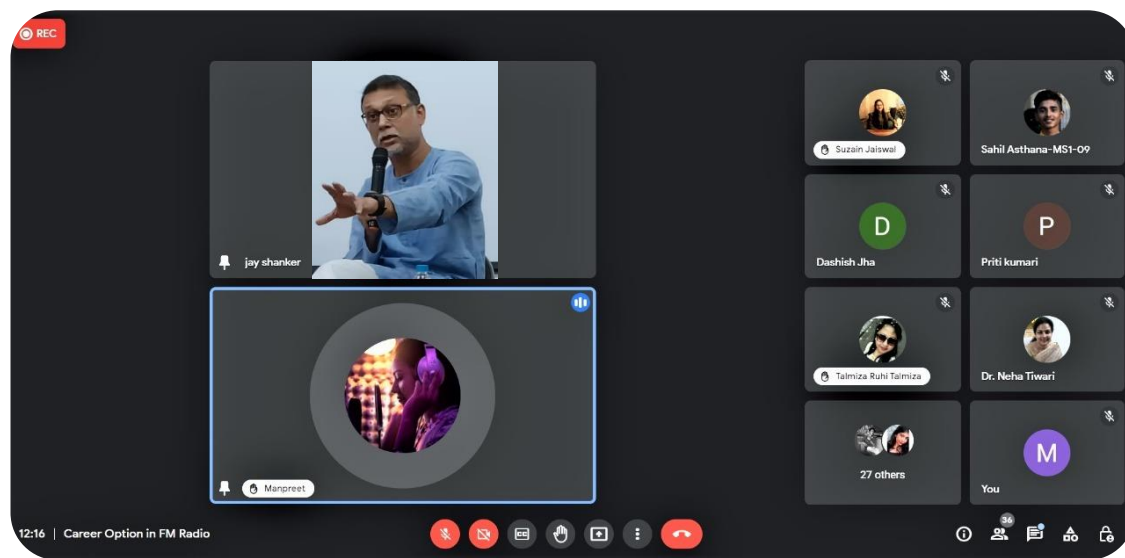 REC
jay shanker
Manpreet
Suzain Jaiswal
Sahil Asthana-MS1-09
D
Dashish Jha
P
Priti kumari
Talmiza Ruhi Talmiza
Dr. Neha Tiwari
27 others
M
You
12:16 | Career Option in FM Radio
CC
36